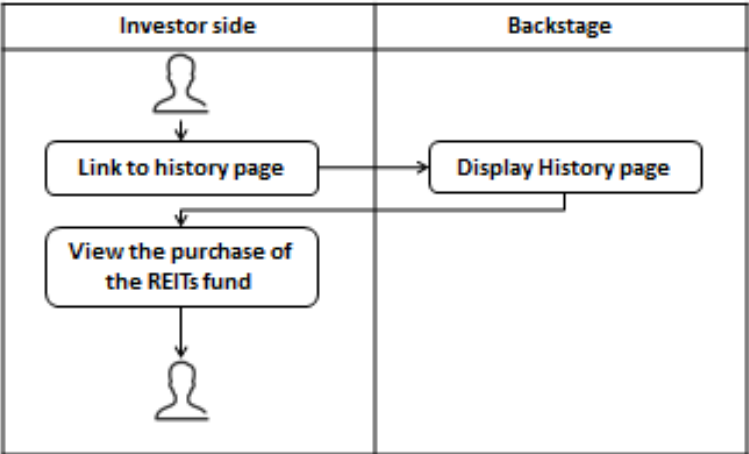 Investor side
Backstage
Link to history page
Display History page
View the purchase of
the REITs fund